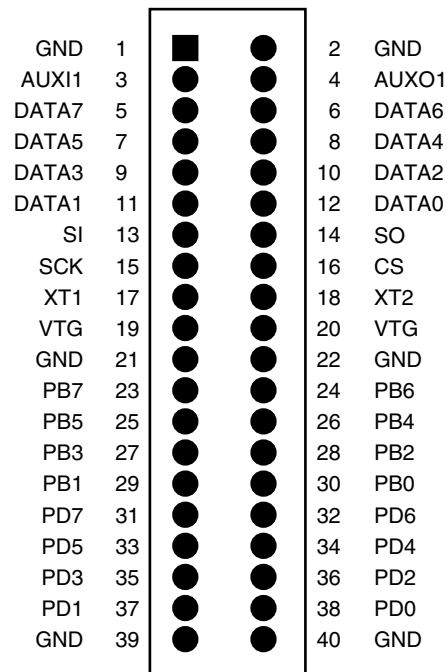 GND 1 2 GND
AUXI1 3 4 AUXO1
DATA7 5 6 DATA6
DATA5 7 8 DATA4
DATA3 9 10 DATA2
DATA1 11 12 DATA0
SI 13 14 SO
SCK 15 16 CS
XT1 17 18 XT2
VTG 19 20 VTG
GND 21 22 GND
PB7 23 24 PB6
PB5 25 26 PB4
PB3 27 28 PB2
PB1 29 30 PB0
PD7 31 32 PD6
PD5 33 34 PD4
PD3 35 36 PD2
PD1 37 38 PD0
GND 39 40 GND